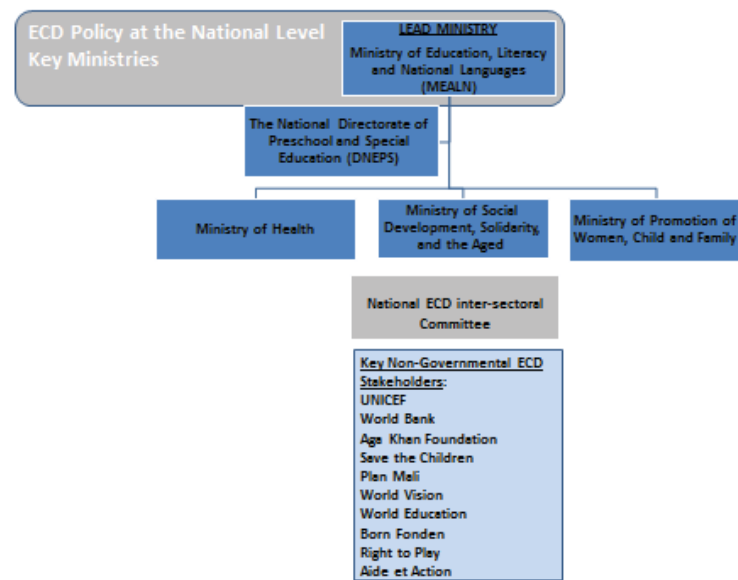 ECD Policy at the National Level
Key Ministries
LEAD MINISTRY
Ministry of Education, Literacy
and National Languages
(MEALN)
The National Directorate of
Preschool and Special
Education (DNEPS)
Ministry of Health
Ministry of Social
Development, Solidarity,
and the Aged
Ministry of Promotion of
Women, Child and Family
National ECD inter-sectoral
Committee
Key Non-Governmental ECD
Stakeholders:
UNICEF
World Bank
Aga Khan Foundation
Save the Children
Plan Mali
World Vision
World Education
Born Fonden
Right to Play
Aide et Action